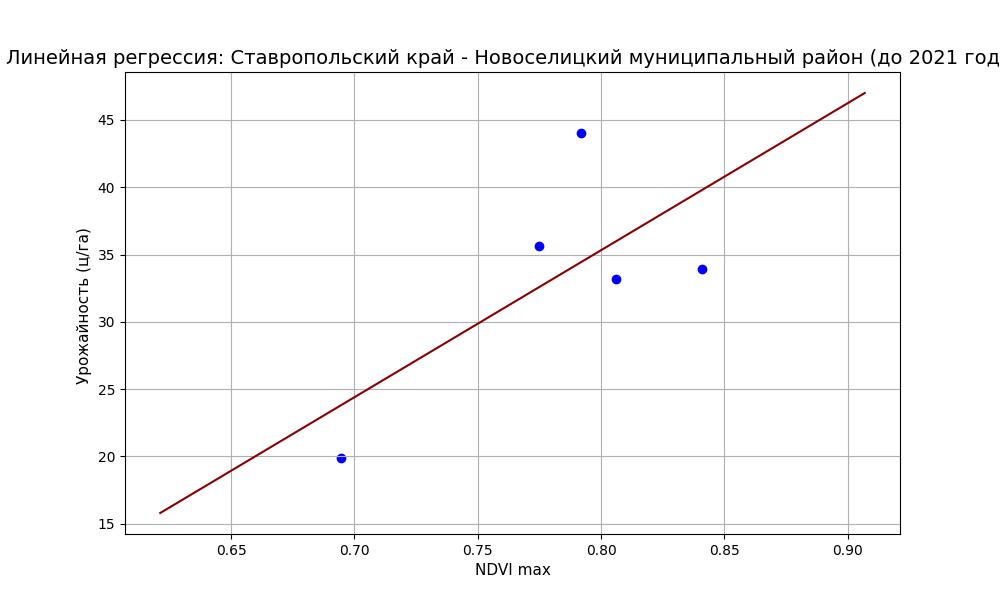 Линейная регрессия: Ставропольский край - Новоселицкий муниципальный район (до 2021 год
45
40
35
30
25
20
15
Урожайность (ц/га)
0.65 0.70 0.75 0.80 0.85 0.90
NDVI max